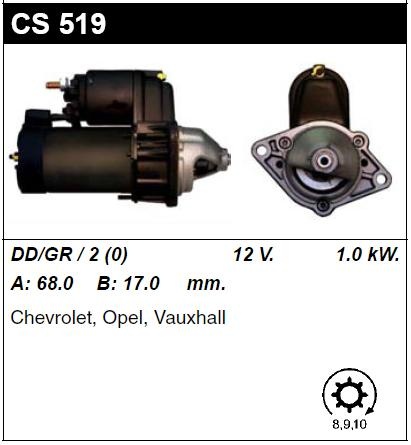 CS 519
DD/GR / 2 (0) 12 V. 1.0 kW.
A: 68.0 B: 17.0 mm.
Chevrolet, Opel, Vauxhall
8,9,10